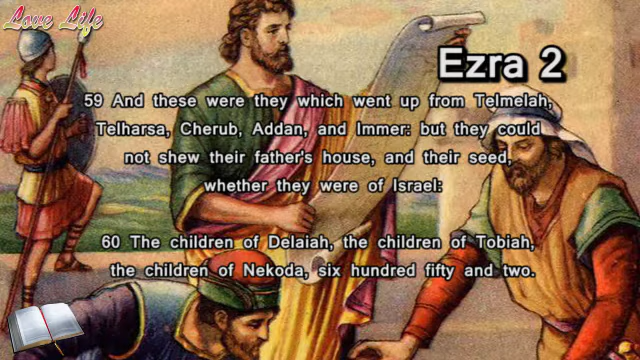 Love Life
Ezra 2
59 And these were they which went up from Telmelah,
Telharsa, Cherub, Addan, and Immer: but they could
not shew their father's house, and their seed,
whether they were of Israel:
60 The children of Delaiah, the children of Tobiah,
the children of Nekoda, six hundred fifty and two.